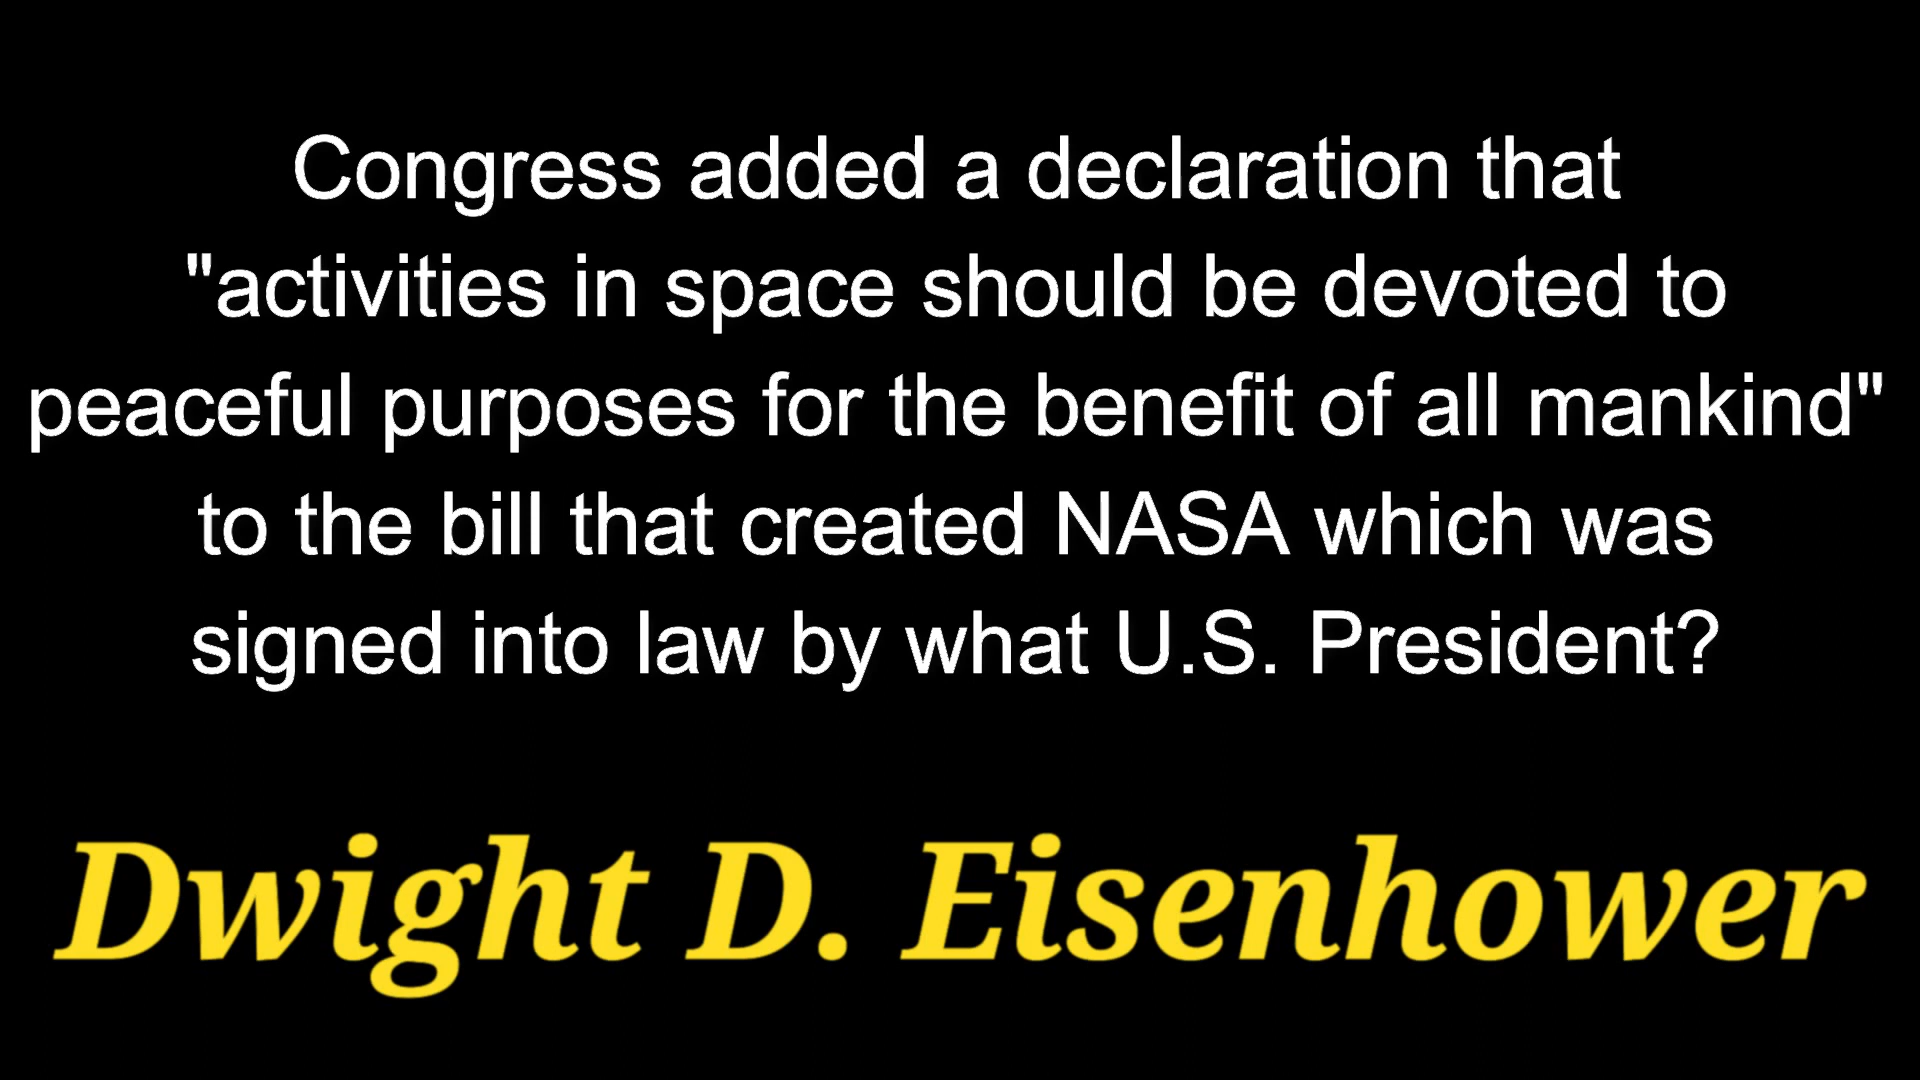 Congress added a declaration that
"activities in space should be devoted to
peaceful purposes for the benefit of all mankind"
to the bill that created NASA which was
signed into law by what U.S. President?
Dwight D. Eisenhower